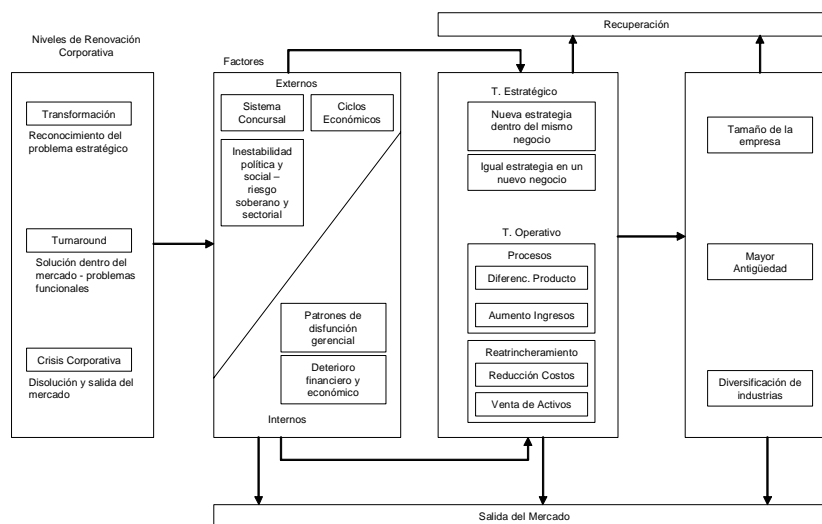 Recuperación
Niveles de Renovación
Corporativa
Transformación
Reconocimiento del
problema estratégico
Turnaround
Solución dentro del
mercado - problemas
funcionales
Crisis Corporativa
Disolución y salida del
mercado
Factores
Externos
Sistema
Concursal
Ciclos
Económicos
Inestabilidad
política y
social –
riesgo
soberano y
sectorial
Patrones de
disfunción
gerencial
Deterioro
financiero y
económico
Internos
T. Estratégico
Nueva estrategia
dentro del mismo
negocio
Igual estrategia en un
nuevo negocio
T. Operativo
Procesos
Diferenc. Producto
Aumento Ingresos
Reatrincheramiento
Reducción Costos
Venta de Activos
Tamaño de la
empresa
Mayor
Antigüedad
Diversificación de
industrias
Salida del Mercado